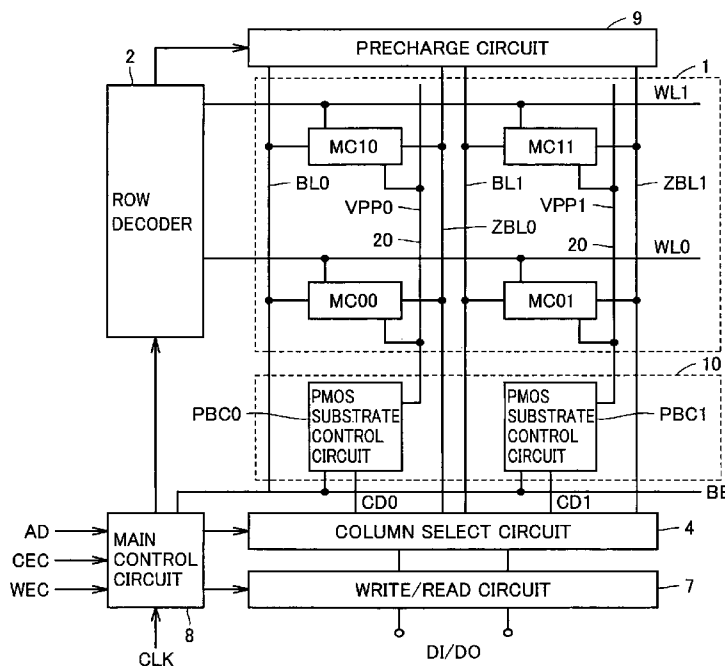 9
PRECHARGE CIRCUIT
2
1
WL1
MC10
MC11
BL0
BL1
ZBL1
ROW
DECODER
VPP0
VPP1
20
ZBL0
20
WL0
MC00
MC01
10
PBC0
PMOS
SUBSTRATE
CONTROL
CIRCUIT
PMOS
SUBSTRATE
CONTROL
CIRCUIT
PBC1
BE
CD0
CD1
AD
CEC
WEC
MAIN
CONTROL
CIRCUIT
COLUMN SELECT CIRCUIT
4
WRITE/READ CIRCUIT
7
8
CLK
DI/DO